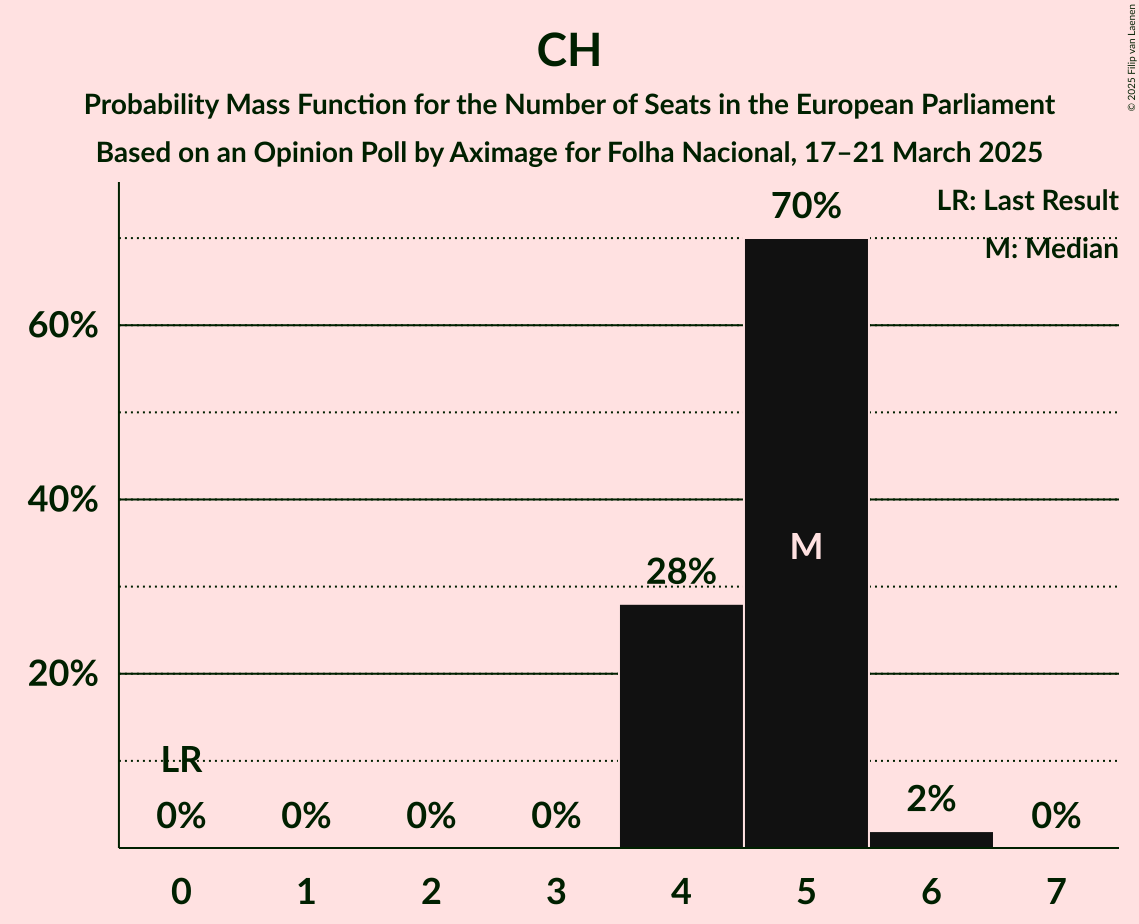 CH
Probability Mass Function for the Number of Seats in the European Parliament
Based on an Opinion Poll by Aximage for Folha Nacional, 17–21 March 2025
© 2025 Filip van Laenen
LR: Last Result
M: Median
70%
60%
40%
M
28%
20%
LR
0% 0% 0% 0% 2% 0%
0 1 2 3 4 5 6 7